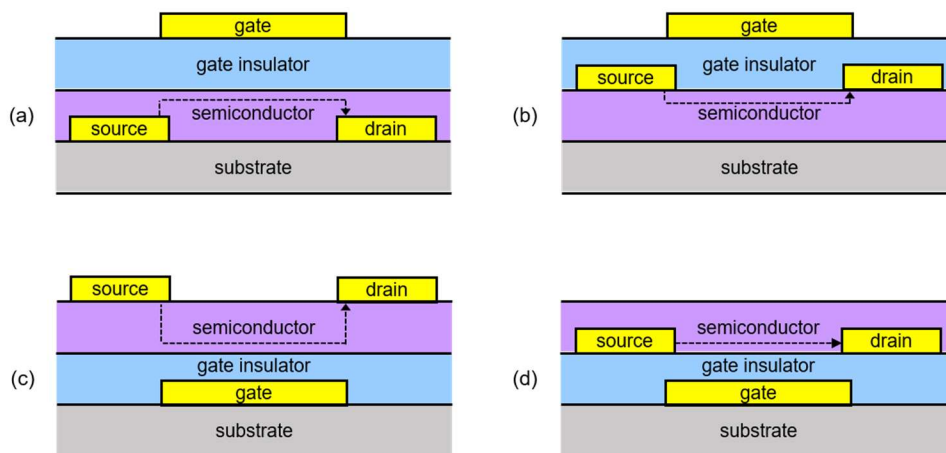 (a)
gate
gate insulator
semiconductor
source
drain
substrate
(b)
gate
gate insulator
source
drain
semiconductor
substrate
(c)
source
drain
semiconductor
gate insulator
gate
substrate
(d)
semiconductor
source
drain
gate insulator
gate
substrate